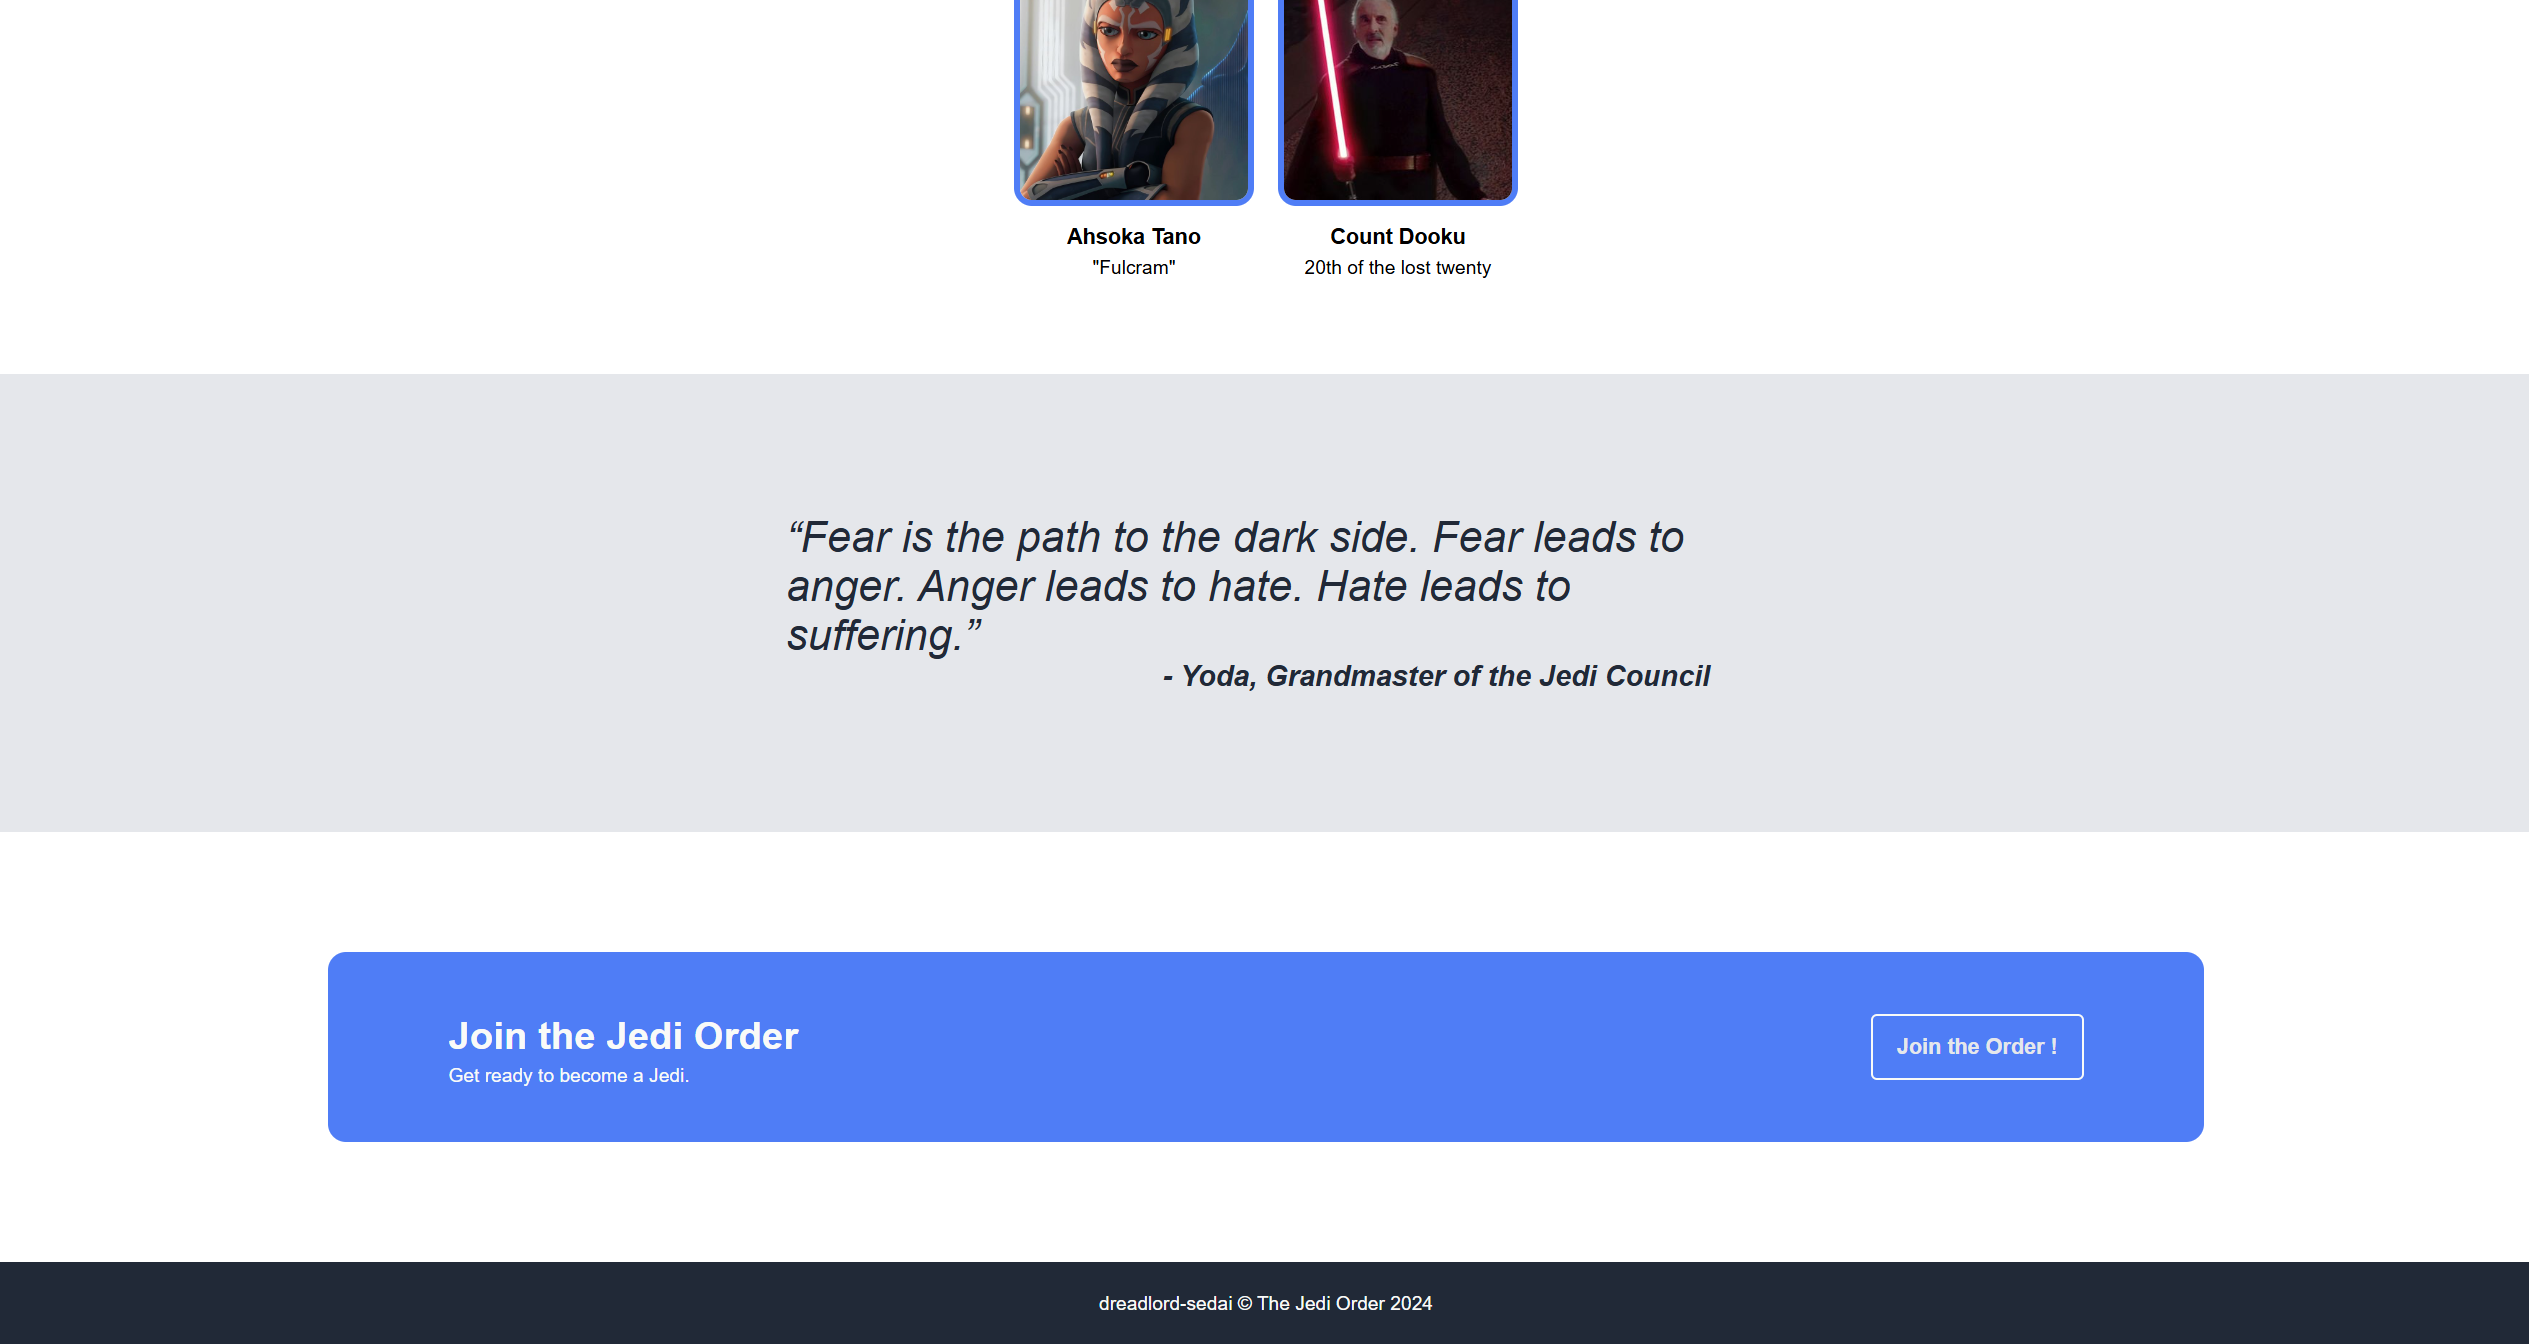 Ahsoka Tano
"Fulcram"
Count Dooku
20th of the lost twenty
“Fear is the path to the dark side. Fear leads to
anger. Anger leads to hate. Hate leads to
suffering.”
- Yoda, Grandmaster of the Jedi Council
Join the Jedi Order
Get ready to become a Jedi.
Join the Order !
dreadlord-sedai © The Jedi Order 2024